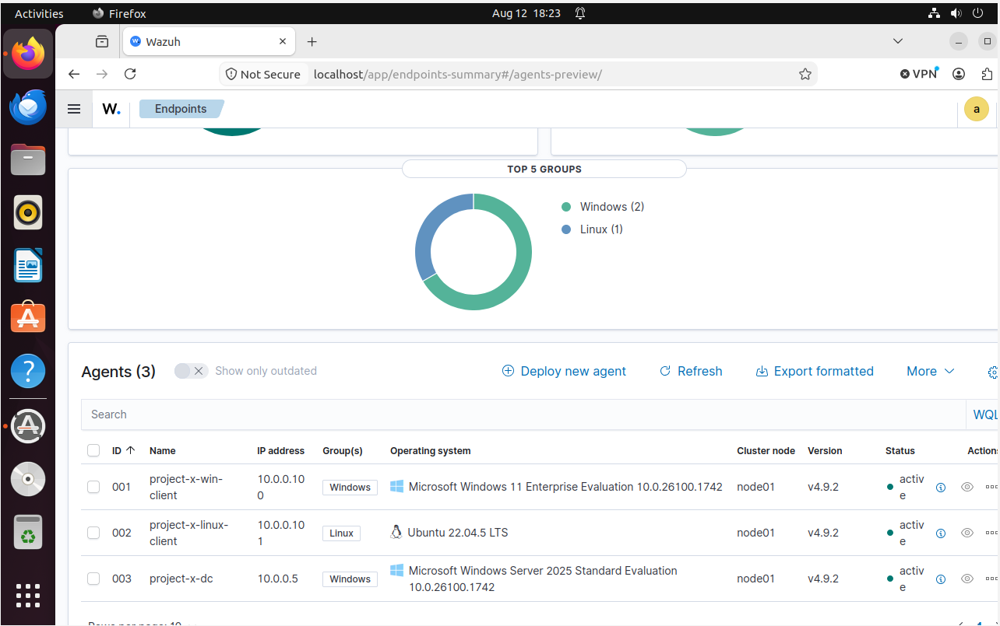 Activities Firefox Aug 12 18:23
Wazuh
Not Secure localhost/app/endpoints-summary#/agents-preview/ VPN
W. Endpoints a
TOP 5 GROUPS
Windows (2)
Linux (1)
Agents (3) Show only outdated Deploy new agent Refresh Export formatted More
Search WQL
ID Name IP address Group(s) Operating system Cluster node Version Status Actions
001 project-x-win-client 10.0.0.100 Windows Microsoft Windows 11 Enterprise Evaluation 10.0.26100.1742 node01 v4.9.2 active
002 project-x-linux-client 10.0.0.101 Linux Ubuntu 22.04.5 LTS node01 v4.9.2 active
003 project-x-dc 10.0.0.5 Windows Microsoft Windows Server 2025 Standard Evaluation 10.0.26100.1742 node01 v4.9.2 active
Rows per page: 10 1